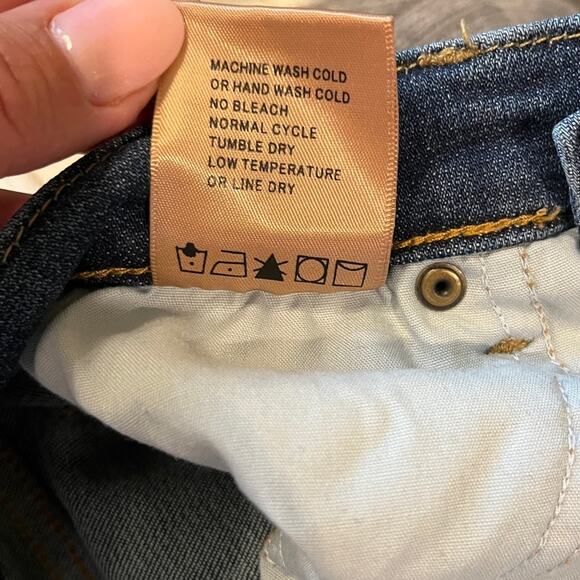 MACHINE WASH COLD
OR HAND WASH COLD
NO BLEACH
NORMAL CYCLE
TUMBLE DRY
LOW TEMPERATURE
OR LINE DRY